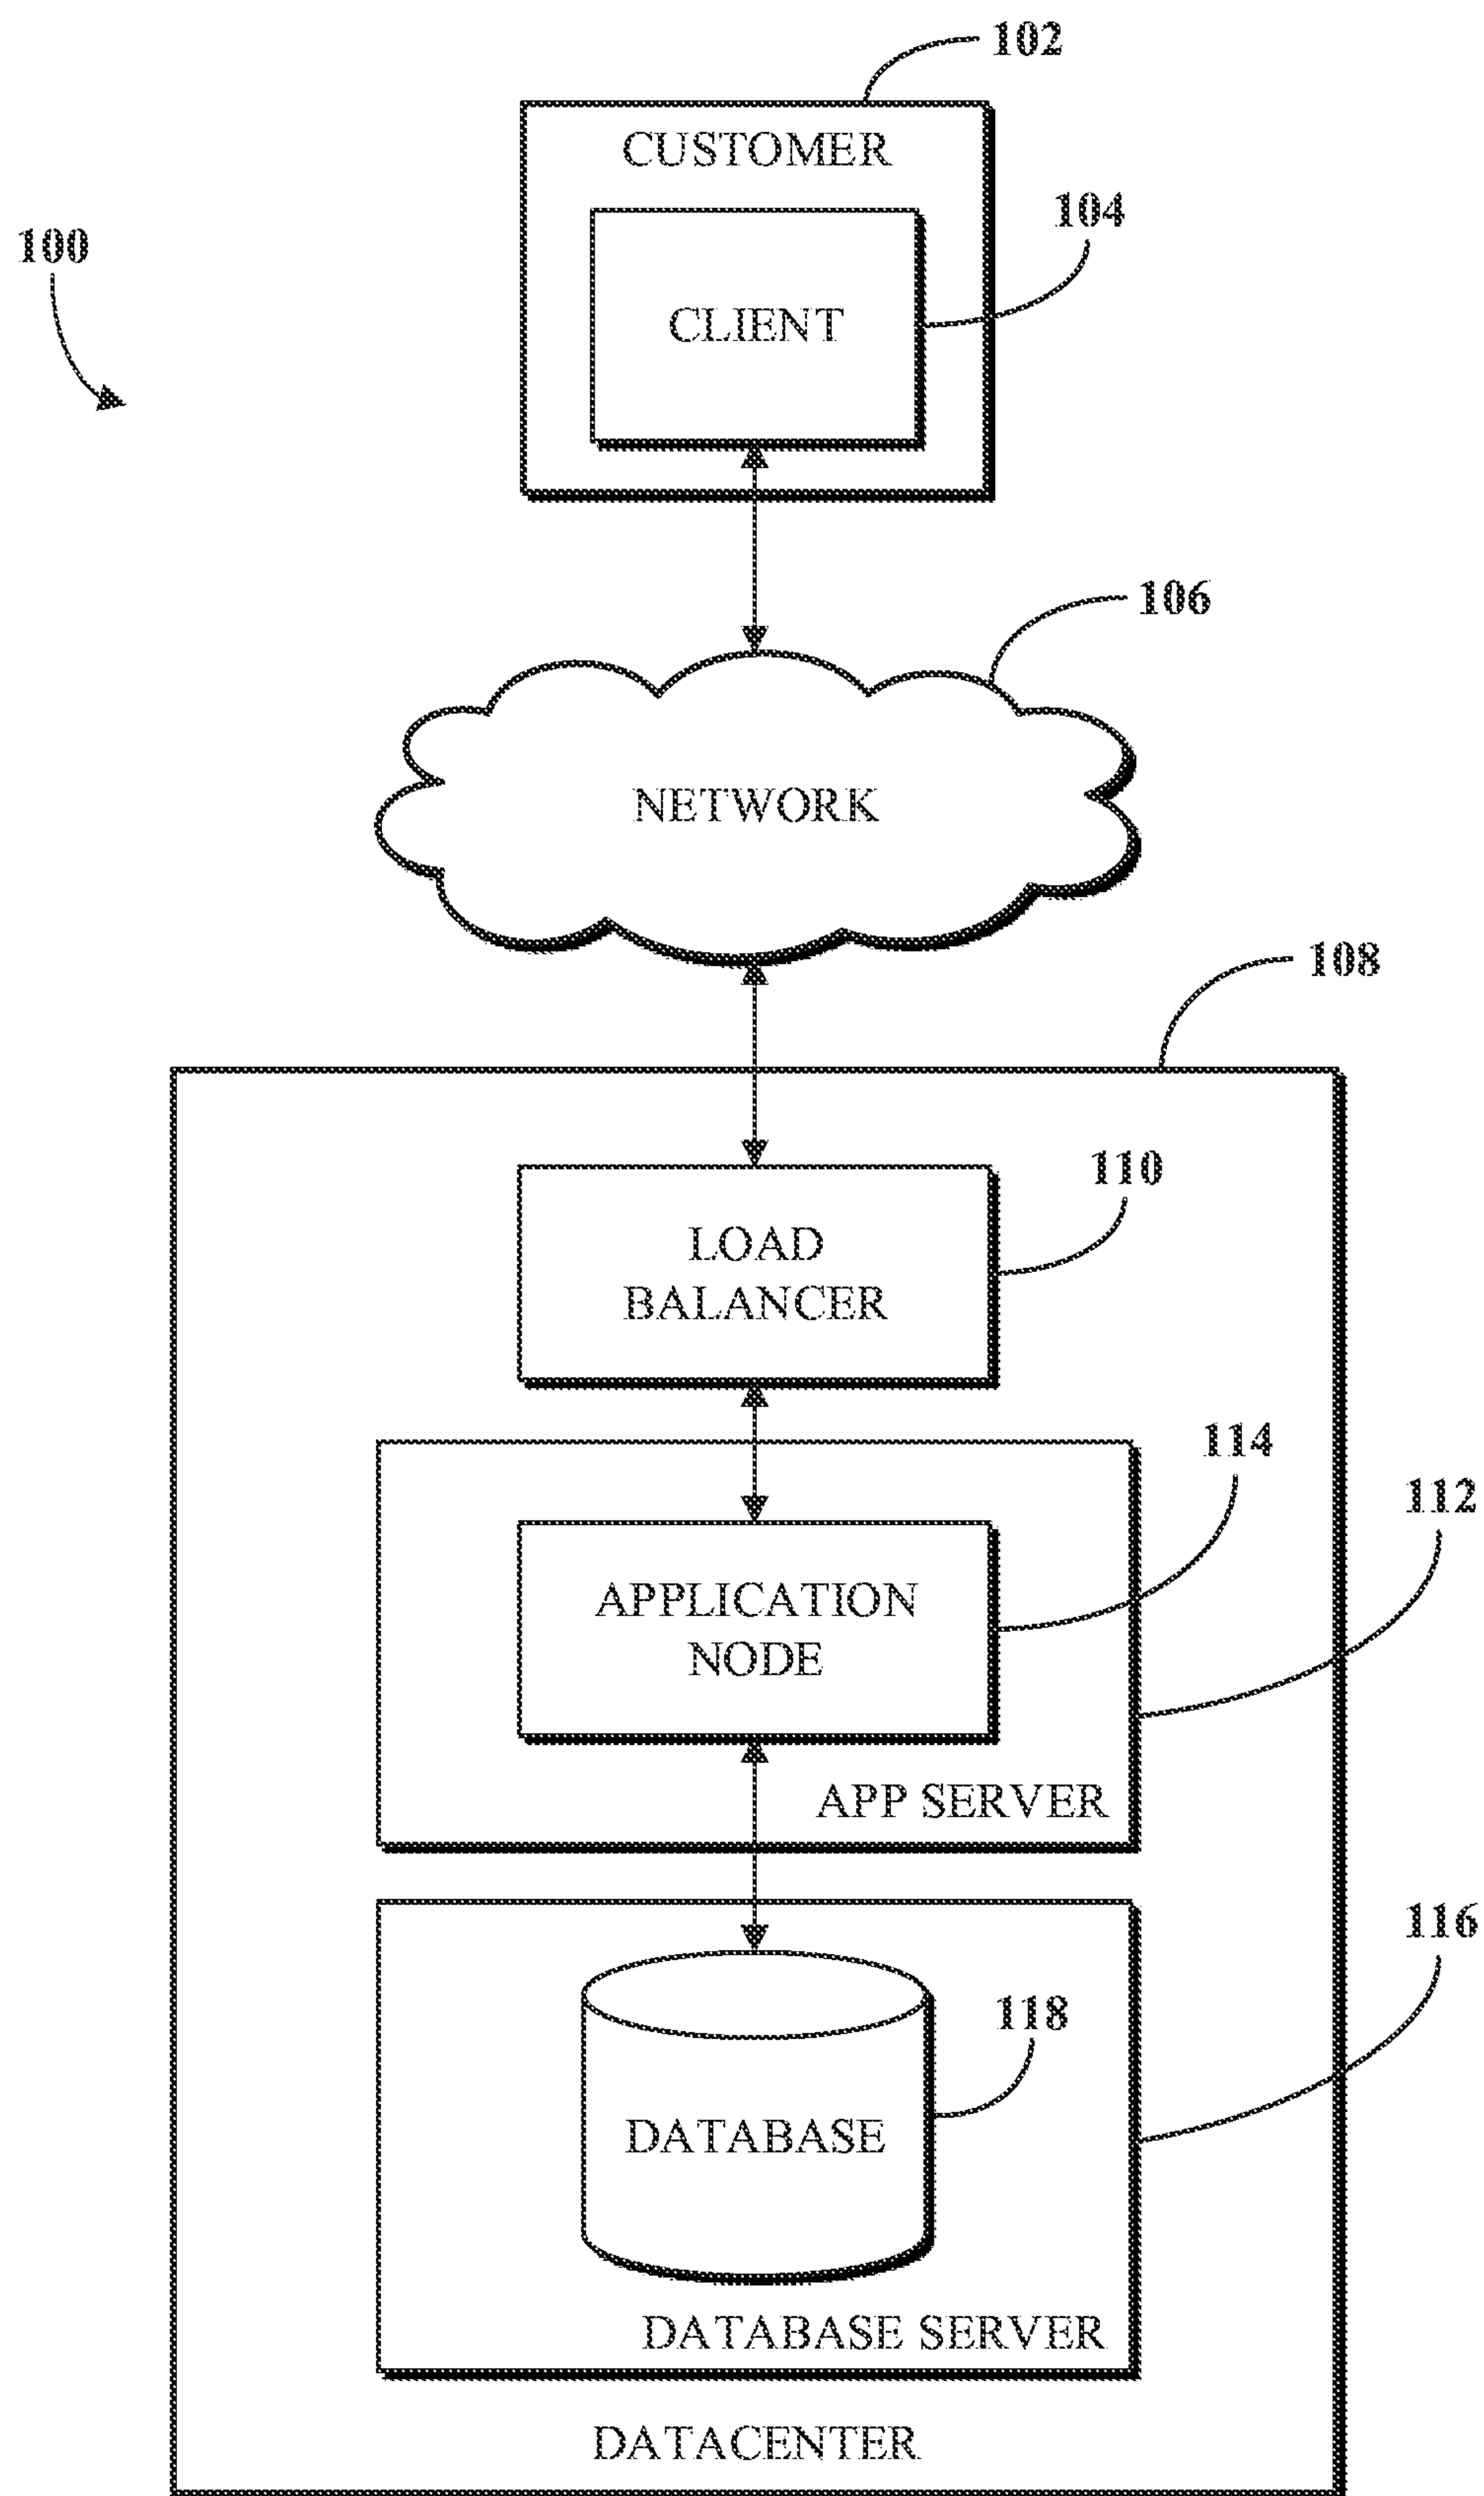 102
CUSTOMER
104
100
CLIENT
106
NETWORK
108
110
LOAD
BALANCER
114
112
APPLICATION
NODE
APP SERVER
116
118
DATABASE
DATABASE SERVER
DATACENTER